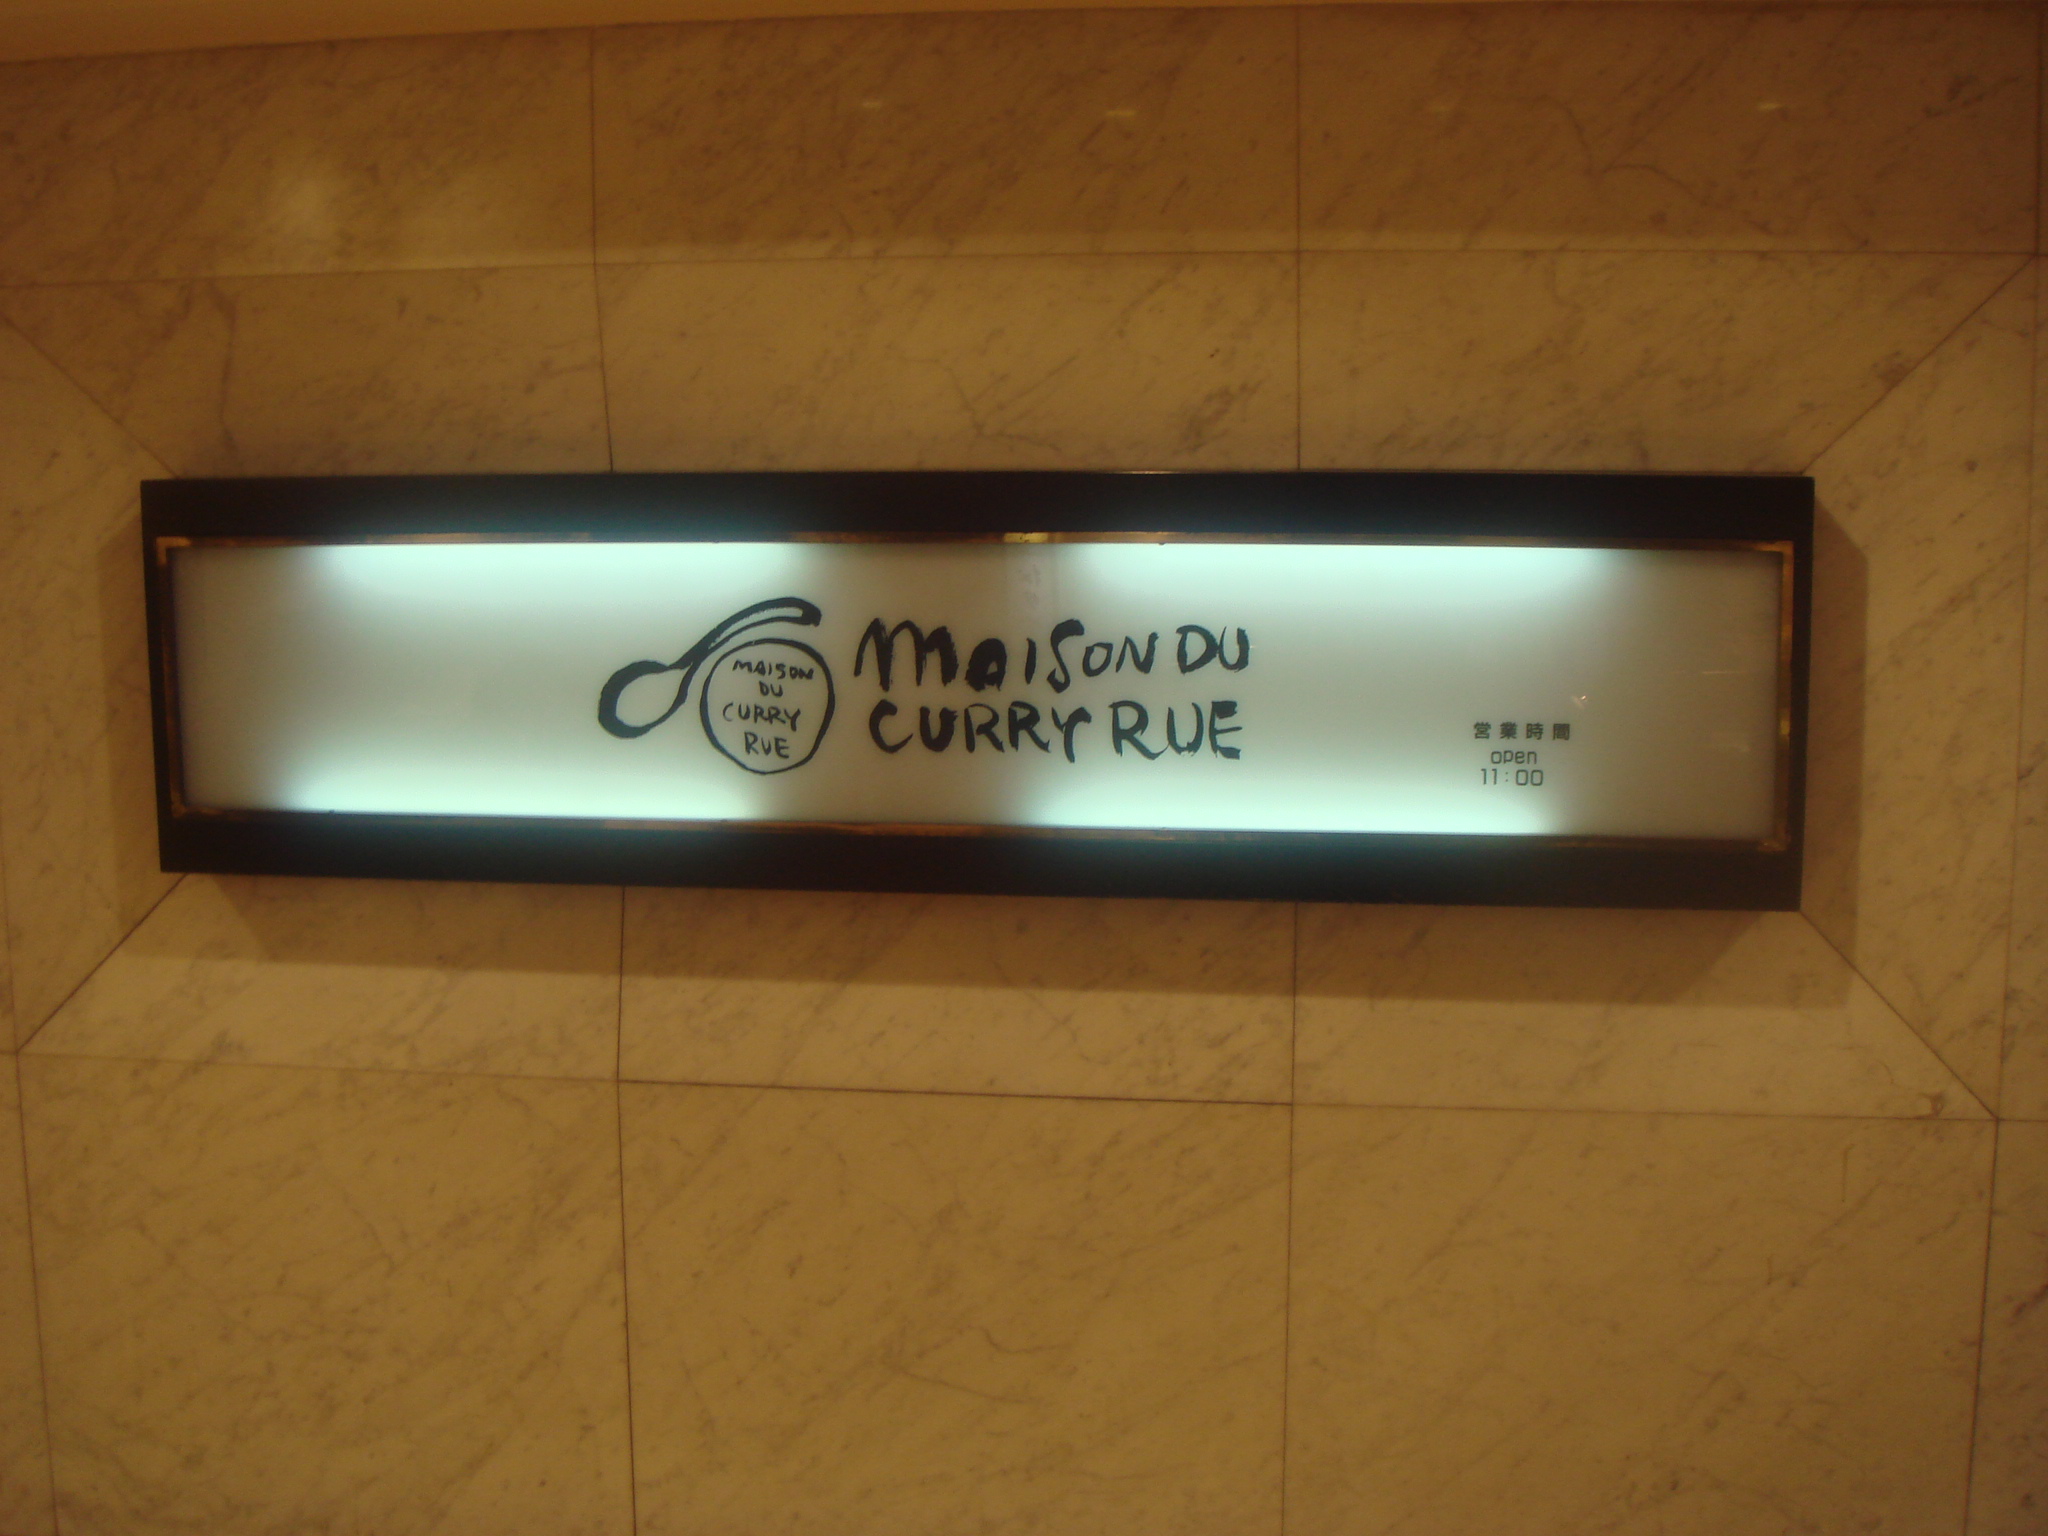 MAISON
DU
CURRY
RUE
MAISON DU
CURRY RUE
営業時間
open
11:00